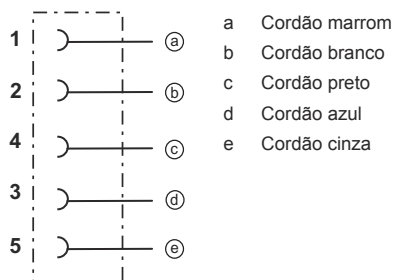 1 a
2 b
4 c
3 d
5 e
a Cordão marrom
b Cordão branco
c Cordão preto
d Cordão azul
e Cordão cinza